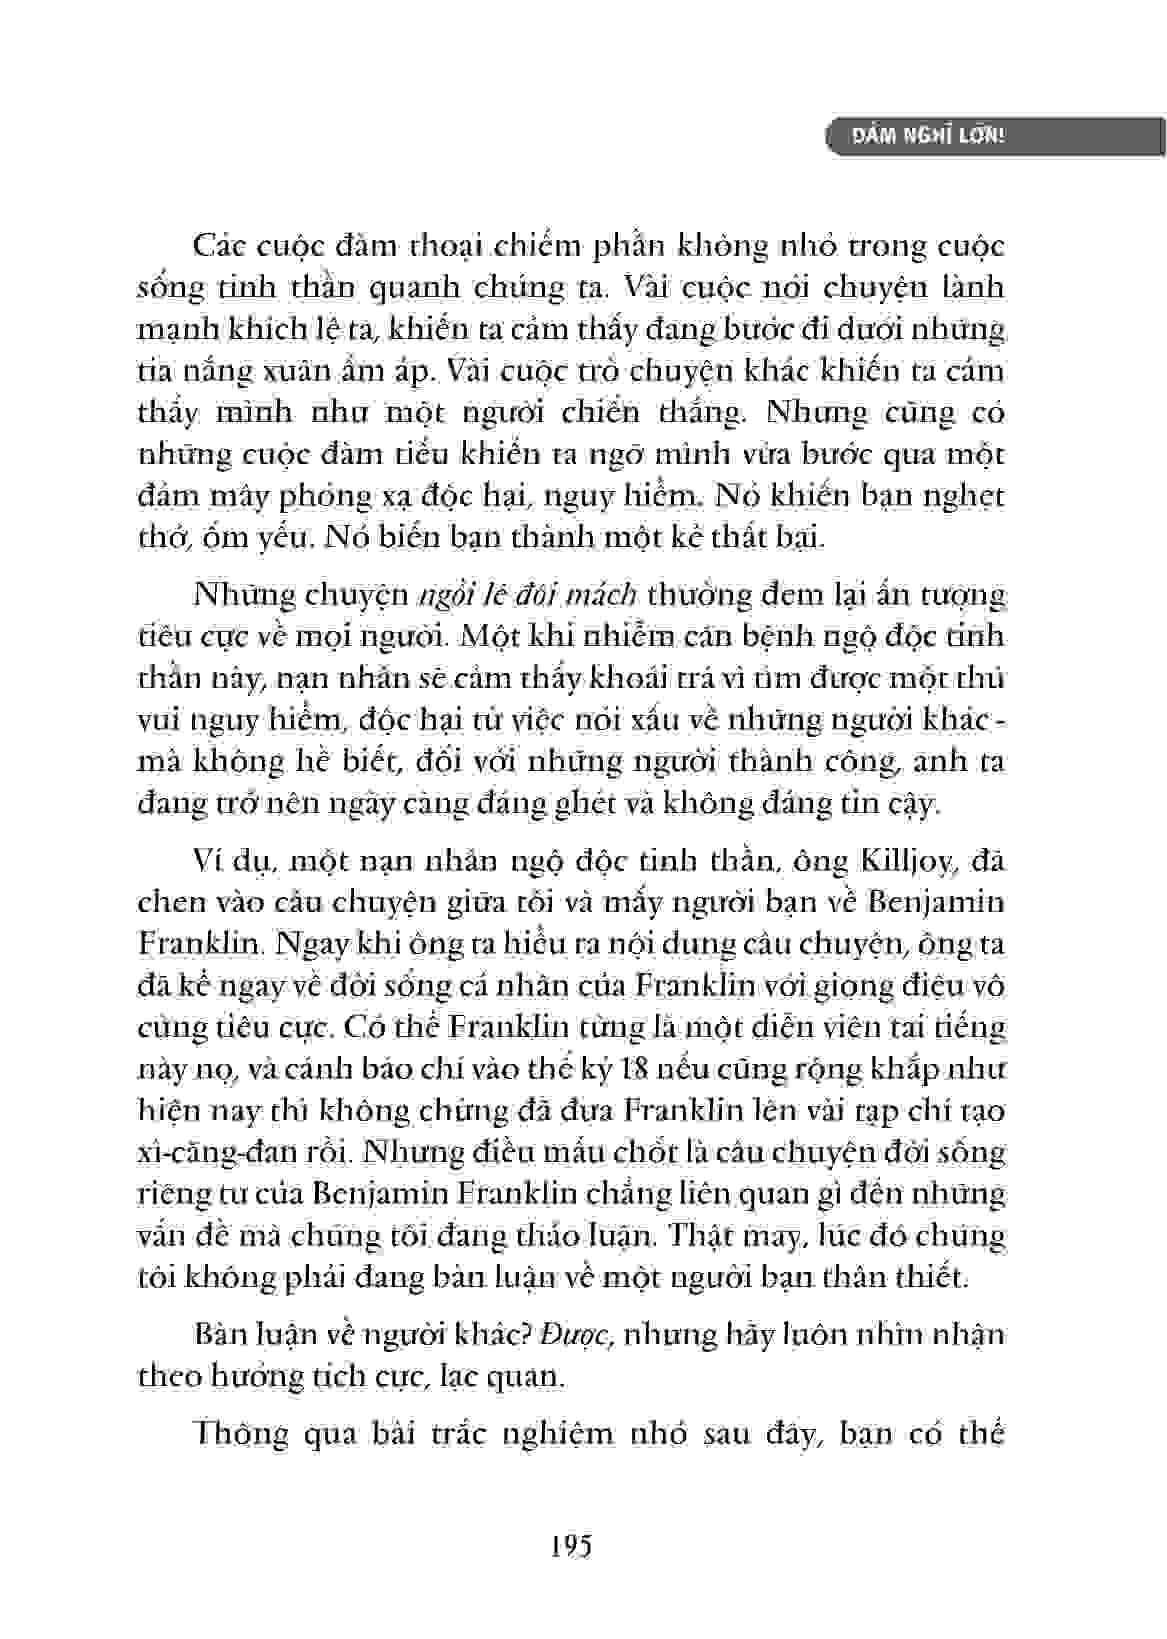 DÁM NGHĨ LỚN!
Các cuộc đàm thoại chiếm phần không nhỏ trong cuộc
sống tinh thần quanh chúng ta. Vài cuộc nói chuyện lành
mạnh khích lệ ta, khiến ta cảm thấy đang bước đi dưới những
tia nắng xuân ấm áp. Vài cuộc trò chuyện khác khiến ta cảm
thấy mình như một người chiến thắng. Nhưng cũng có
những cuộc đàm tiếu khiến ta ngỡ mình vừa bước qua một
đám mây phóng xạ độc hại, nguy hiểm. Nó khiến bạn nghẹt
thở, ốm yếu. Nó biến bạn thành một kẻ thất bại.
Những chuyện ngồi lê đôi mách thường đem lại ấn tượng
tiêu cực về mọi người. Một khi nhiễm căn bệnh ngộ độc tinh
thần này, nạn nhân sẽ cảm thấy khoái trá vì tìm được một thú
vui nguy hiểm, độc hại từ việc nói xấu về những người khác -
mà không hề biết, đối với những người thành công, anh ta
đang trở nên ngày càng đáng ghét và không đáng tin cậy.
Ví dụ, một nạn nhân ngộ độc tinh thần, ông Killjoy, đã
chen vào câu chuyện giữa tôi và mấy người bạn về Benjamin
Franklin. Ngay khi ông ta hiểu ra nội dung câu chuyện, ông ta
đã kể ngay về đời sống cá nhân của Franklin với giọng điệu vô
cùng tiêu cực. Có thể Franklin từng là một diễn viên tai tiếng
này nọ, và cánh báo chí vào thế kỷ 18 nếu cũng rộng khắp như
hiện nay thì không chừng đã đưa Franklin lên vài tạp chí tạo
xì-căng-đan rồi. Nhưng điều mấu chốt là câu chuyện đời sống
riêng tư của Benjamin Franklin chẳng liên quan gì đến những
vấn đề mà chúng tôi đang thảo luận. Thật may, lúc đó chúng
tôi không phải đang bàn luận về một người bạn thân thiết.
Bàn luận về người khác? Được, nhưng hãy luôn nhìn nhận
theo hướng tích cực, lạc quan.
Thông qua bài trắc nghiệm nhỏ sau đây, bạn có thể
195